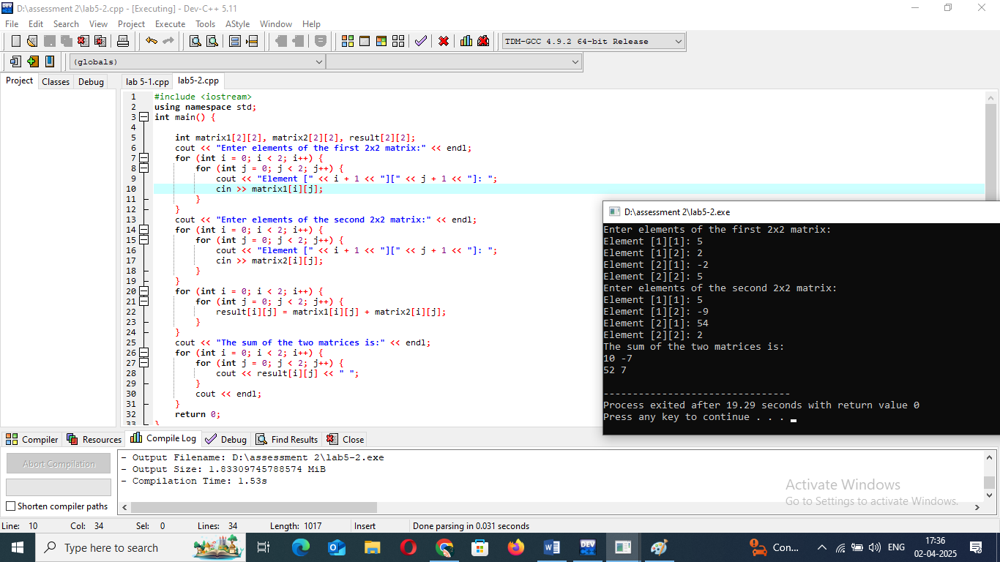 D:\assessment 2\lab5-2.cpp - [Executing] - Dev-C++ 5.11
File Edit Search View Project Execute Tools AStyle Window Help
TDM-GCC 4.9.2 64-bit Release
(globals)
Project Classes Debug lab 5-1.cpp lab5-2.cpp
1 #include <iostream>
2 using namespace std;
3 int main() {
4
5 int matrix1[2][2], matrix2[2][2], result[2][2];
6 cout << "Enter elements of the first 2x2 matrix:" << endl;
7 for (int i = 0; i < 2; i++) {
8 for (int j = 0; j < 2; j++) {
9 cout << "Element [" << i + 1 << "][" << j + 1 << "]: ";
10 cin >> matrix1[i][j];
11 }
12 }
13 cout << "Enter elements of the second 2x2 matrix:" << endl;
14 for (int i = 0; i < 2; i++) {
15 for (int j = 0; j < 2; j++) {
16 cout << "Element [" << i + 1 << "][" << j + 1 << "]: ";
17 cin >> matrix2[i][j];
18 }
19 }
20 for (int i = 0; i < 2; i++) {
21 for (int j = 0; j < 2; j++) {
22 result[i][j] = matrix1[i][j] + matrix2[i][j];
23 }
24 }
25 cout << "The sum of the two matrices is:" << endl;
26 for (int i = 0; i < 2; i++) {
27 for (int j = 0; j < 2; j++) {
28 cout << result[i][j] << " ";
29 }
30 cout << endl;
31 }
32 return 0;
33 }
D:\assessment 2\lab5-2.exe
Enter elements of the first 2x2 matrix:
Element [1][1]: 5
Element [1][2]: 2
Element [2][1]: -2
Element [2][2]: 5
Enter elements of the second 2x2 matrix:
Element [1][1]: 5
Element [1][2]: -9
Element [2][1]: 54
Element [2][2]: 2
The sum of the two matrices is:
10 -7
52 7
--------------------------------
Process exited after 19.29 seconds with return value 0
Press any key to continue . . .
Compiler Resources Compile Log Debug Find Results Close
Abort Compilation
Shorten compiler paths
- Output Filename: D:\assessment 2\lab5-2.exe
- Output Size: 1.83309745788574 MiB
- Compilation Time: 1.53s
Activate Windows
Go to Settings to activate Windows.
Line: 10 Col: 34 Sel: 0 Lines: 34 Length: 1017 Insert Done parsing in 0.031 seconds
Type here to search
Con...
ENG
17:36
02-04-2025